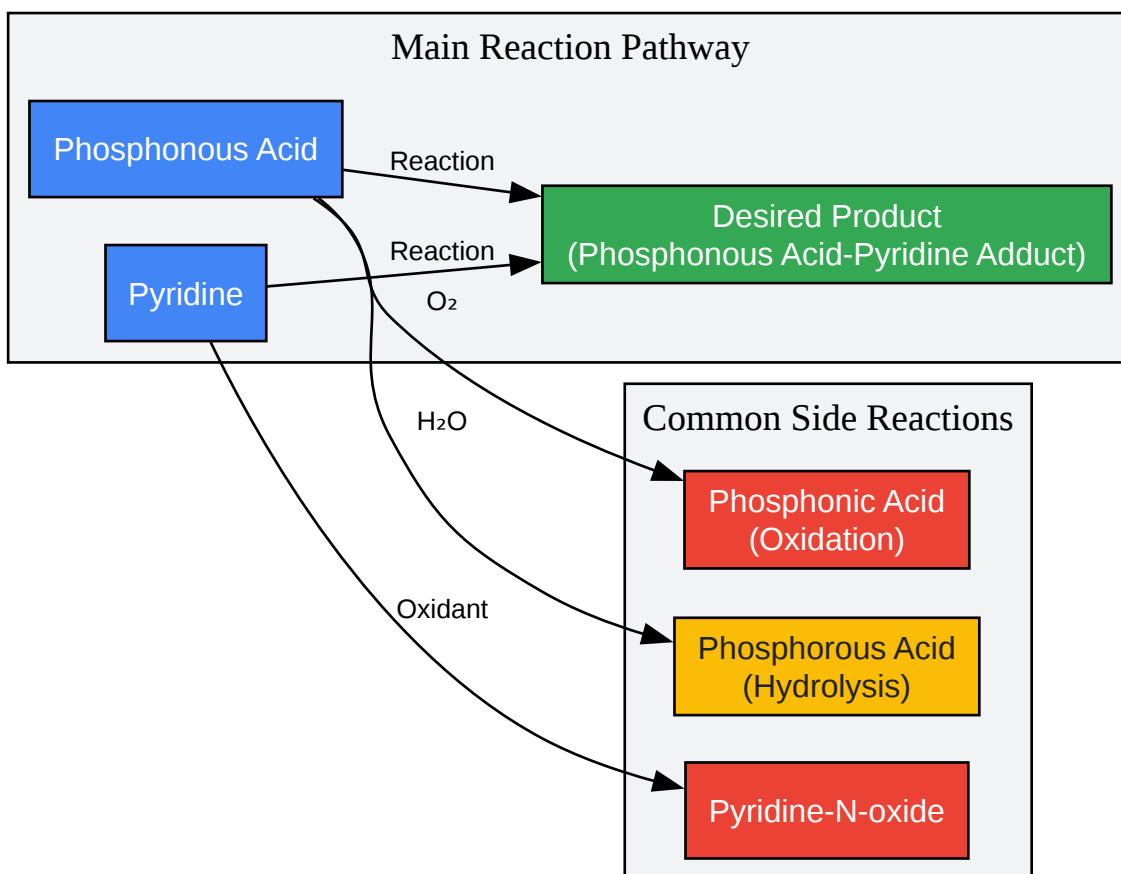 Main Reaction Pathway
Phosphonous Acid
Reaction
Desired Product
(Phosphonous Acid-Pyridine Adduct)
Reaction
Pyridine
O₂
Common Side Reactions
H₂O
Phosphonic Acid
(Oxidation)
Oxidant
Phosphorous Acid
(Hydrolysis)
Pyridine-N-oxide